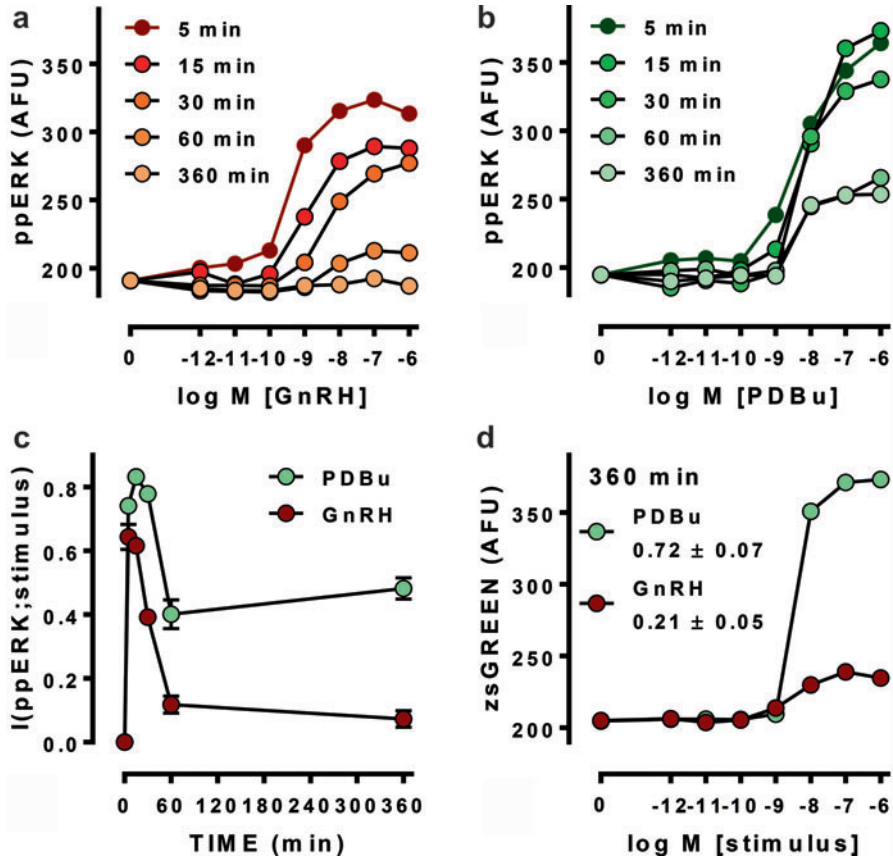 a
ppERK (AFU)
350
300
250
200
5 min
15 min
30 min
60 min
360 min
0 -12 -11 -10 -9 -8 -7 -6
log M [GnRH]
b
ppERK (AFU)
350
300
250
200
5 min
15 min
30 min
60 min
360 min
0 -12 -11 -10 -9 -8 -7 -6
log M [PDBu]
c
I(ppERK;stimulus)
0.8
0.6
0.4
0.2
0.0
PDBu
GnRH
0 60 120 180 240 300 360
TIME (min)
d
zsGREEN (AFU)
350
300
250
200
360 min
PDBu
0.72 ± 0.07
GnRH
0.21 ± 0.05
0 -12 -11 -10 -9 -8 -7 -6
log M [stimulus]